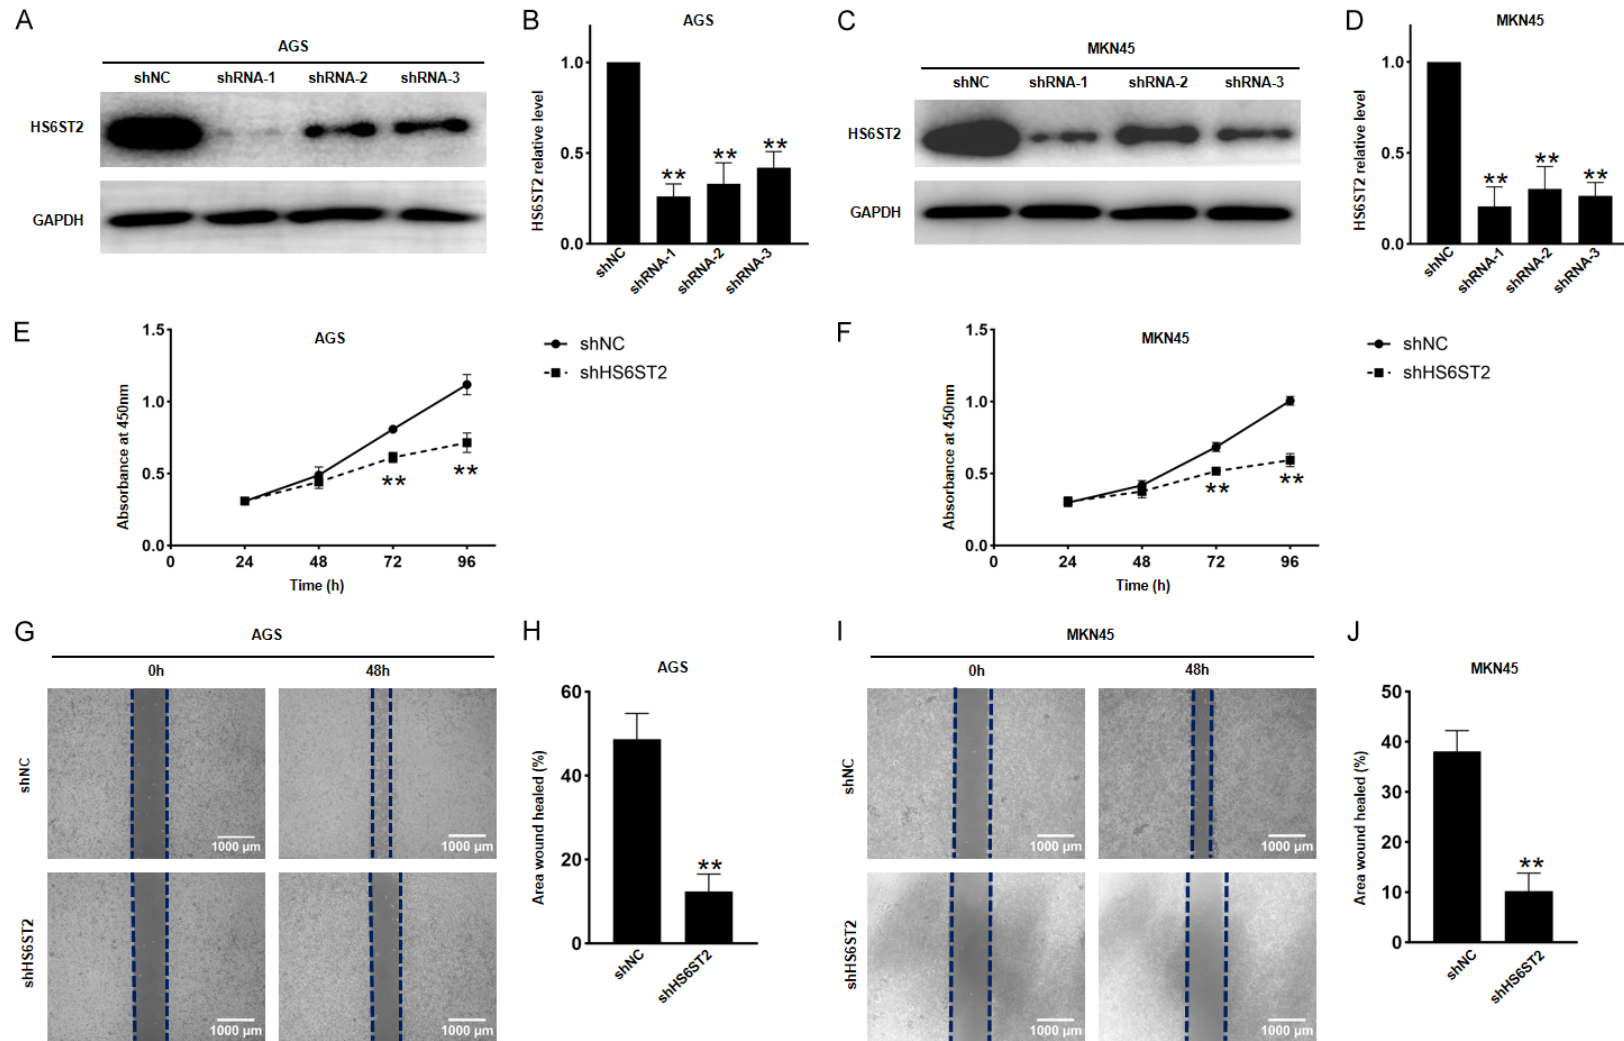 A
AGS
shNC shRNA-1 shRNA-2 shRNA-3
HS6ST2
GAPDH
B
AGS
HS6ST2 relative level
1.0
0.5
0.0
** ** **
shNC shRNA-1 shRNA-2 shRNA-3
C
MKN45
shNC shRNA-1 shRNA-2 shRNA-3
HS6ST2
GAPDH
D
MKN45
HS6ST2 relative level
1.0
0.5
0.0
** ** **
shNC shRNA-1 shRNA-2 shRNA-3
E
AGS
Absorbance at 450nm
1.5
1.0
0.5
0.0
** **
0 24 48 72 96
Time (h)
shNC
shHS6ST2
F
MKN45
Absorbance at 450nm
1.5
1.0
0.5
0.0
** **
0 24 48 72 96
Time (h)
shNC
shHS6ST2
G
AGS
0h 48h
shNC
1000 µm 1000 µm
shHS6ST2
1000 µm 1000 µm
H
AGS
Area wound healed (%)
60
40
20
0
**
shNC shHS6ST2
I
MKN45
0h 48h
shNC
1000 µm 1000 µm
shHS6ST2
1000 µm 1000 µm
J
MKN45
Area wound healed (%)
50
40
30
20
10
0
**
shNC shHS6ST2